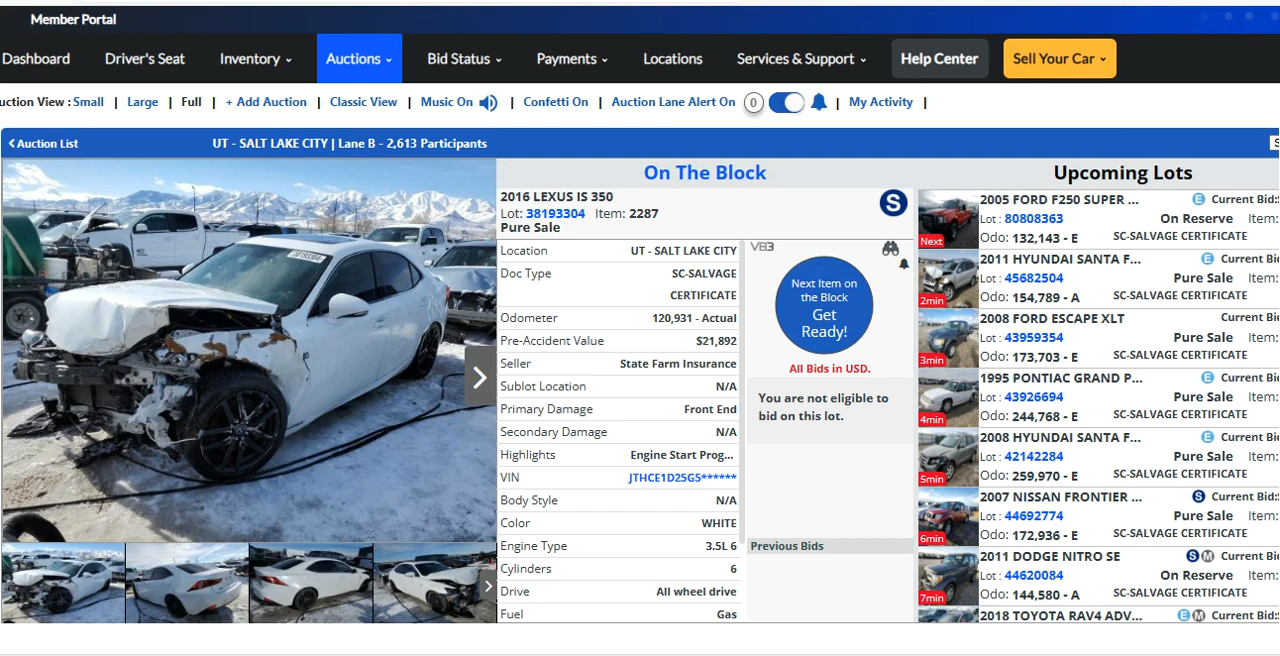 Member Portal
Dashboard Driver's Seat Inventory Auctions Bid Status Payments Locations Services & Support Help Center Sell Your Car
uction View : Small | Large | Full | + Add Auction | Classic View | Music On | Confetti On | Auction Lane Alert On 0 | My Activity |
Auction List UT - SALT LAKE CITY | Lane B - 2,613 Participants S
On The Block
2016 LEXUS IS 350
Lot: 38193304 Item: 2287
Pure Sale
S
Location UT - SALT LAKE CITY
Doc Type SC-SALVAGE
CERTIFICATE
Odometer 120,931 - Actual
Pre-Accident Value $21,892
Seller State Farm Insurance
Sublot Location N/A
Primary Damage Front End
Secondary Damage N/A
Highlights Engine Start Prog...
VIN JTHCE1D25G5******
Body Style N/A
Color WHITE
Engine Type 3.5L 6
Cylinders 6
Drive All wheel drive
Fuel Gas
VB3
Next Item on
the Block
Get
Ready!
All Bids in USD.
You are not eligible to
bid on this lot.
Previous Bids
Upcoming Lots
2005 FORD F250 SUPER ... E Current Bid:
Lot : 80808363 On Reserve Item:
Next Odo: 132,143 - E SC-SALVAGE CERTIFICATE
2011 HYUNDAI SANTA F... E Current Bid
Lot : 45682504 Pure Sale Item:
2min Odo: 154,789 - A SC-SALVAGE CERTIFICATE
2008 FORD ESCAPE XLT Current Bid
Lot : 43959354 Pure Sale Item:
3min Odo: 173,703 - E SC-SALVAGE CERTIFICATE
1995 PONTIAC GRAND P... E Current Bid
Lot : 43926694 Pure Sale Item:
4min Odo: 244,768 - E SC-SALVAGE CERTIFICATE
2008 HYUNDAI SANTA F... E Current Bid
Lot : 42142284 Pure Sale Item:
5min Odo: 259,970 - E SC-SALVAGE CERTIFICATE
2007 NISSAN FRONTIER ... S Current Bid:
Lot : 44692774 Pure Sale Item:
6min Odo: 172,936 - E SC-SALVAGE CERTIFICATE
2011 DODGE NITRO SE S M Current Bid
Lot : 44620084 On Reserve Item:
7min Odo: 144,580 - A SC-SALVAGE CERTIFICATE
2018 TOYOTA RAV4 ADV... E M Current Bid: